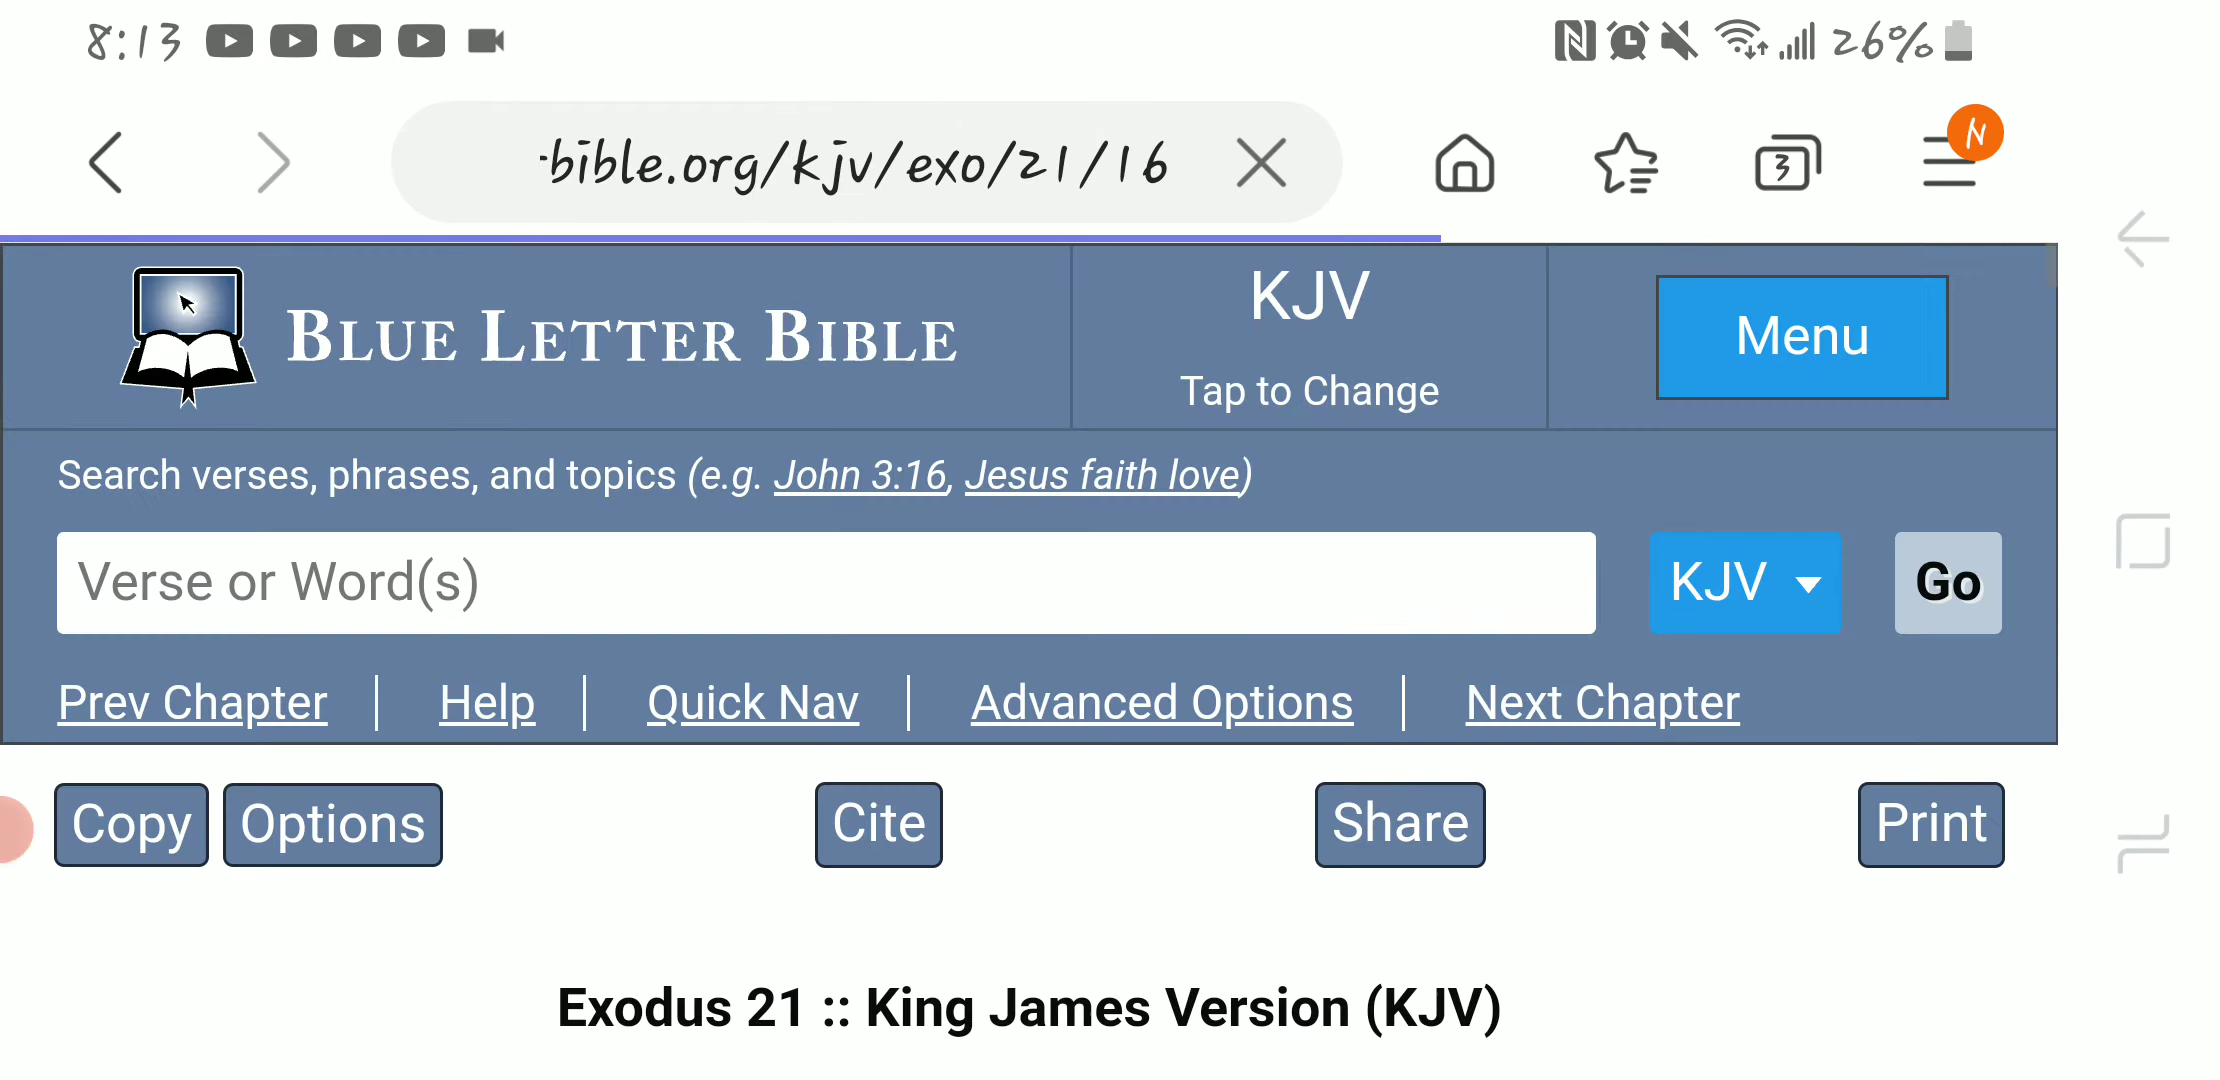 8:13 26%
-bible.org/kjv/exo/21/16
3
N
BLUE LETTER BIBLE
KJV
Tap to Change
Menu
Search verses, phrases, and topics (e.g. John 3:16, Jesus faith love)
Verse or Word(s) KJV Go
Prev Chapter | Help | Quick Nav | Advanced Options | Next Chapter
Copy Options Cite Share Print
Exodus 21 :: King James Version (KJV)